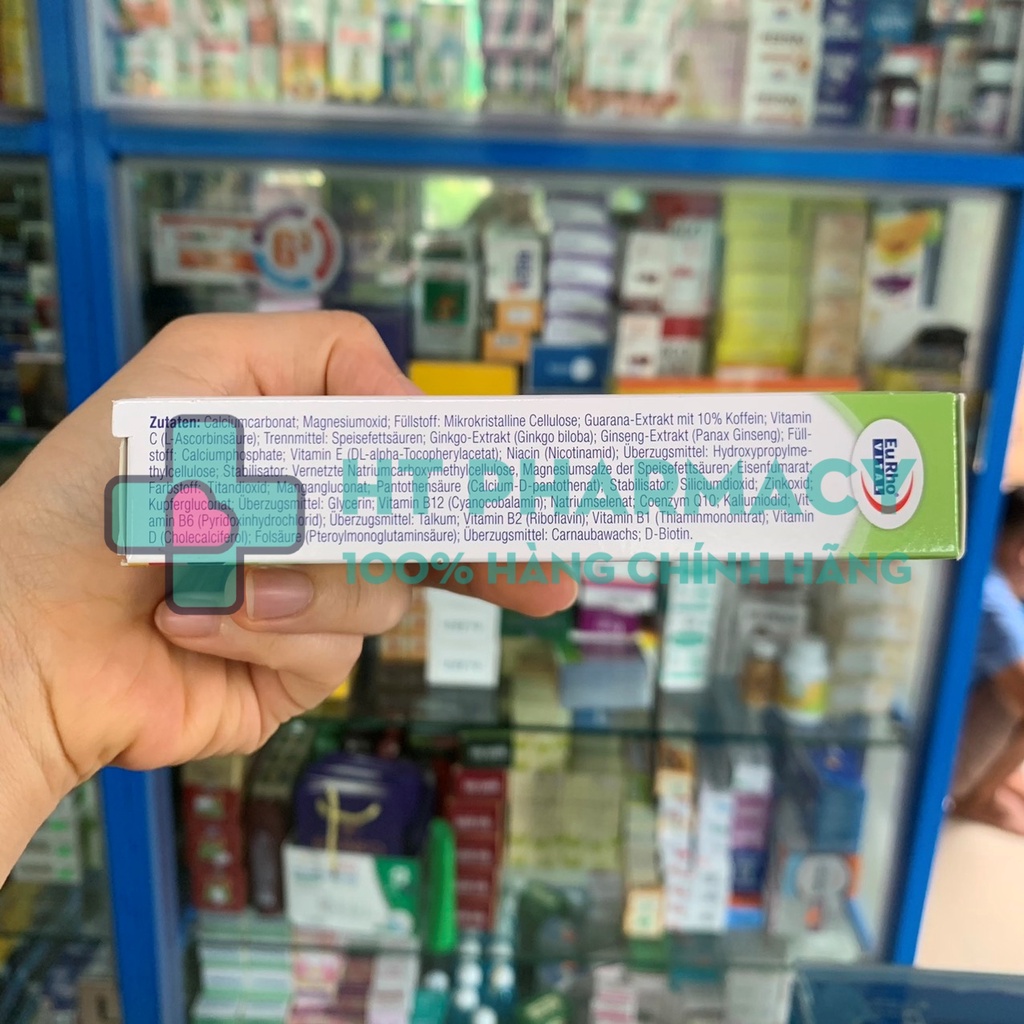 Zutaten: Calciumcarbonat; Magnesiumoxid; Füllstoff: Mikrokristalline Cellulose; Guarana-Extrakt mit 10% Koffein; Vitamin
C (L-Ascorbinsäure); Trennmittel: Speisefettsäuren; Ginkgo-Extrakt (Ginkgo biloba); Ginseng-Extrakt (Panax Ginseng); Füll-
stoff: Calciumphosphate; Vitamin E (DL-alpha-Tocopherylacetat); Niacin (Nicotinamid); Überzugsmittel: Hydroxypropylme-
thylcellulose; Stabilisator: Vernetzte Natriumcarboxymethylcellulose; Magnesiumsalze der Speisefettsäuren; Eisenfumarat;
Farbstoff: Titandioxid; Mangangluconat; Pantothensäure (Calcium-D-pantothenat); Stabilisator: Siliciumdioxid; Zinkoxid;
Kupfergluconat; Überzugsmittel: Glycerin; Vitamin B12 (Cyanocobalamin); Natriumselenat; Coenzym Q10; Kaliumiodid; Vit-
amin B6 (Pyridoxinhydrochlorid); Überzugsmittel: Talkum; Vitamin B2 (Riboflavin); Vitamin B1 (Thiaminmononitrat); Vitamin
D (Cholecalciferol); Folsäure (Pteroylmonoglutaminsäure); Überzugsmittel: Carnaubawachs; D-Biotin.
EuRho
VITAL
HT PHARMACY
100% HÀNG CHÍNH HÃNG